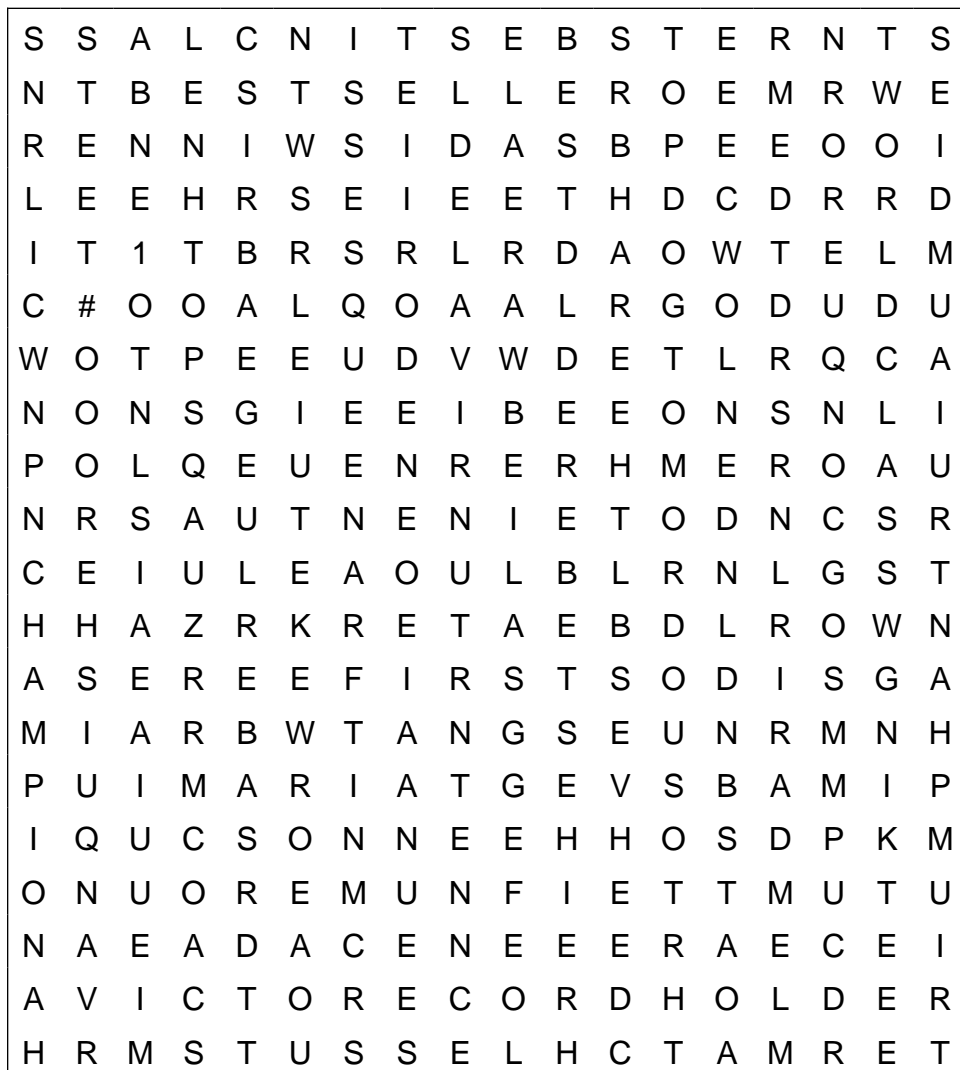 S S A L C N I T S E B S T E R N T S
N T B E S T S E L L E R O E M R W E
R E N N I W S I D A S B P E E O O I
L E E H R S E I E E T H D C D R R D
I T 1 T B R S R L R D A O W T E L M
C # O O A L Q O A A L R G O D U D U
W O T P E E U D V W D E T L R Q C A
N O N S G I E E I B E E O N S N L I
P O L Q E U E N R E R H M E R O A U
N R S A U T N E N I E T O D N C S R
C E I U L E A O U L B L R N L G S T
H H A Z R K R E T A E B D L R O W N
A S E R E E F I R S T S O D I S G A
M I A R B W T A N G S E U N R M N H
P U I M A R I A T G E V S B A M I P
I Q U C S O N N E E H H O S D P K M
O N U O R E M U N F I E T T M U T U
N A E A D A C E N E E E R A E C E I
A V I C T O R E C O R D H O L D E R
H R M S T U S S E L H C T A M R E T